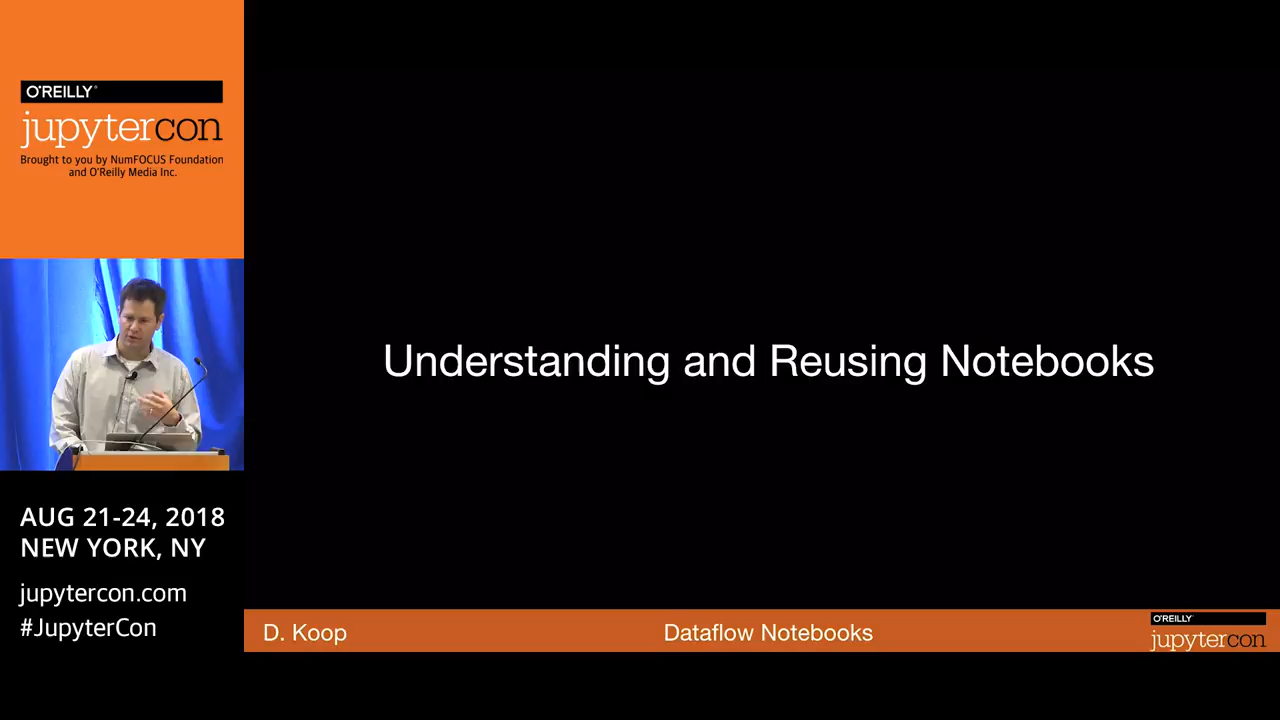 O'REILLY®
jupytercon
Brought to you by NumFOCUS Foundation
and O'Reilly Media Inc.
AUG 21-24, 2018
NEW YORK, NY
jupytercon.com
#JupyterCon
Understanding and Reusing Notebooks
D. Koop
Dataflow Notebooks
O'REILLY®
jupytercon